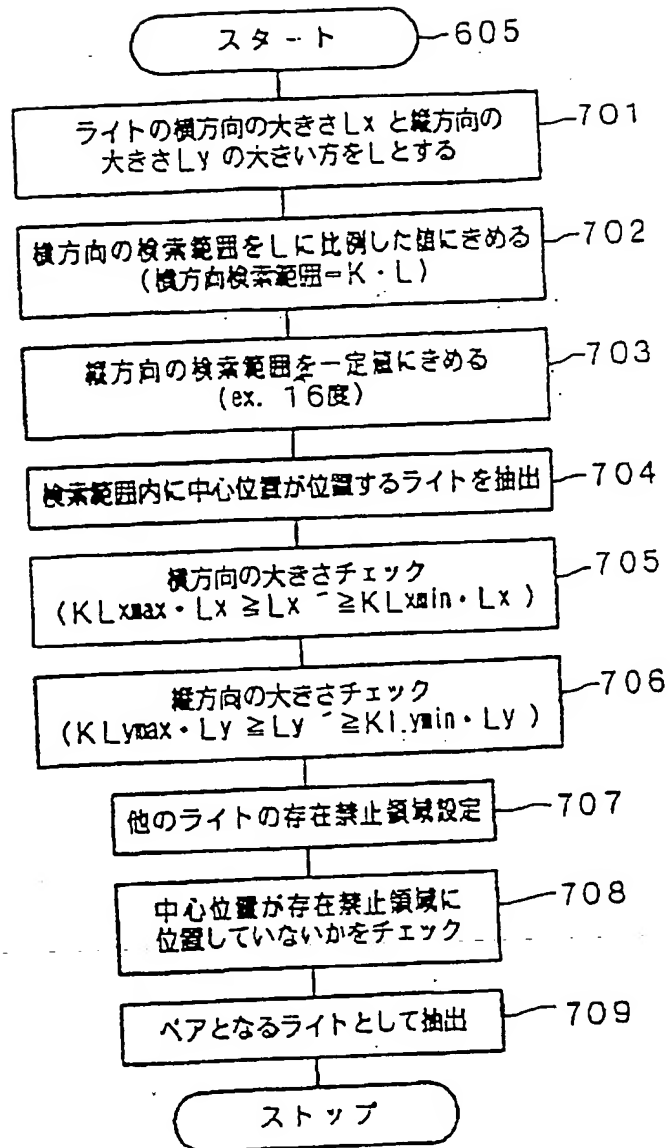 スタート
605
ライトの横方向の大きさLxと縦方向の
大きさLyの大きい方をLとする
701
横方向の検索範囲をLに比例した値にきめる
(横方向検索範囲=K・L)
702
縦方向の検索範囲を一定値にきめる
(ex. 16度)
703
検索範囲内に中心位置が位置するライトを抽出
704
横方向の大きさチェック
(KLxmax・Lx≧Lx´≧KLxmin・Lx)
705
縦方向の大きさチェック
(KLymax・Ly≧Ly´≧KLymin・Ly)
706
他のライトの存在禁止領域設定
707
中心位置が存在禁止領域に
位置していないかをチェック
708
ペアとなるライトとして抽出
709
ストップ